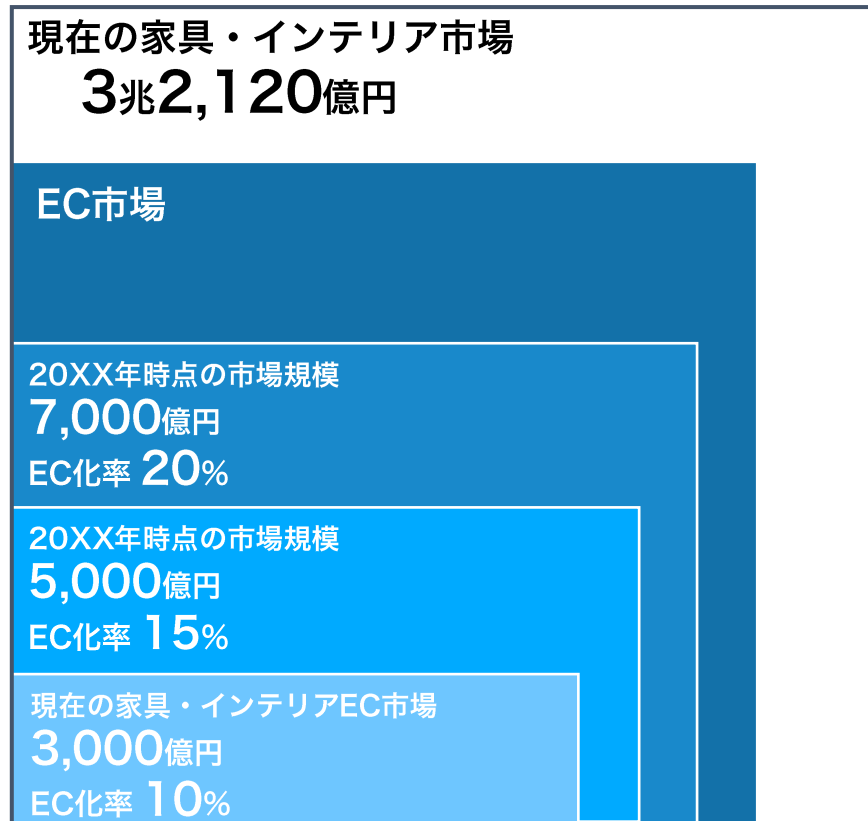 現在の家具・インテリア市場
3兆2,120億円
EC市場
20XX年時点の市場規模
7,000億円
EC化率 20%
20XX年時点の市場規模
5,000億円
EC化率 15%
現在の家具・インテリアEC市場
3,000億円
EC化率 10%